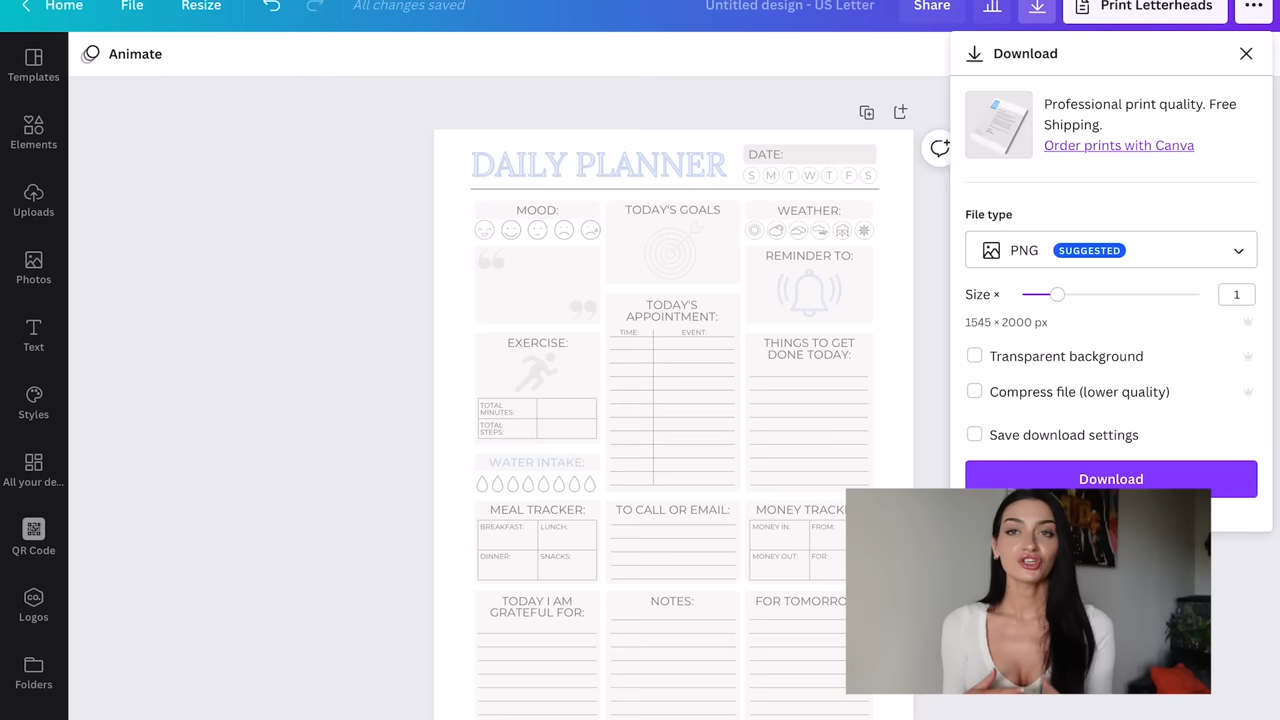 Home File Resize All changes saved Untitled design - US Letter Share Print Letterheads
Animate
Templates
Elements
Uploads
Photos
Text
Styles
All your de...
QR Code
CO.
Logos
Folders
DAILY PLANNER
DATE:
S M T W T F S
MOOD:
EXERCISE:
TOTAL
MINUTES:
TOTAL
STEPS:
WATER INTAKE:
MEAL TRACKER:
BREAKFAST: LUNCH:
DINNER: SNACKS:
TODAY I AM
GRATEFUL FOR:
TODAY'S GOALS
TODAY'S
APPOINTMENT:
TIME: EVENT:
TO CALL OR EMAIL:
NOTES:
WEATHER:
REMINDER TO:
THINGS TO GET
DONE TODAY:
MONEY TRACK
MONEY IN: FROM:
MONEY OUT: FOR:
FOR TOMORRO
Download
Professional print quality. Free
Shipping.
Order prints with Canva
File type
PNG SUGGESTED
Size × 1
1545 × 2000 px
Transparent background
Compress file (lower quality)
Save download settings
Download